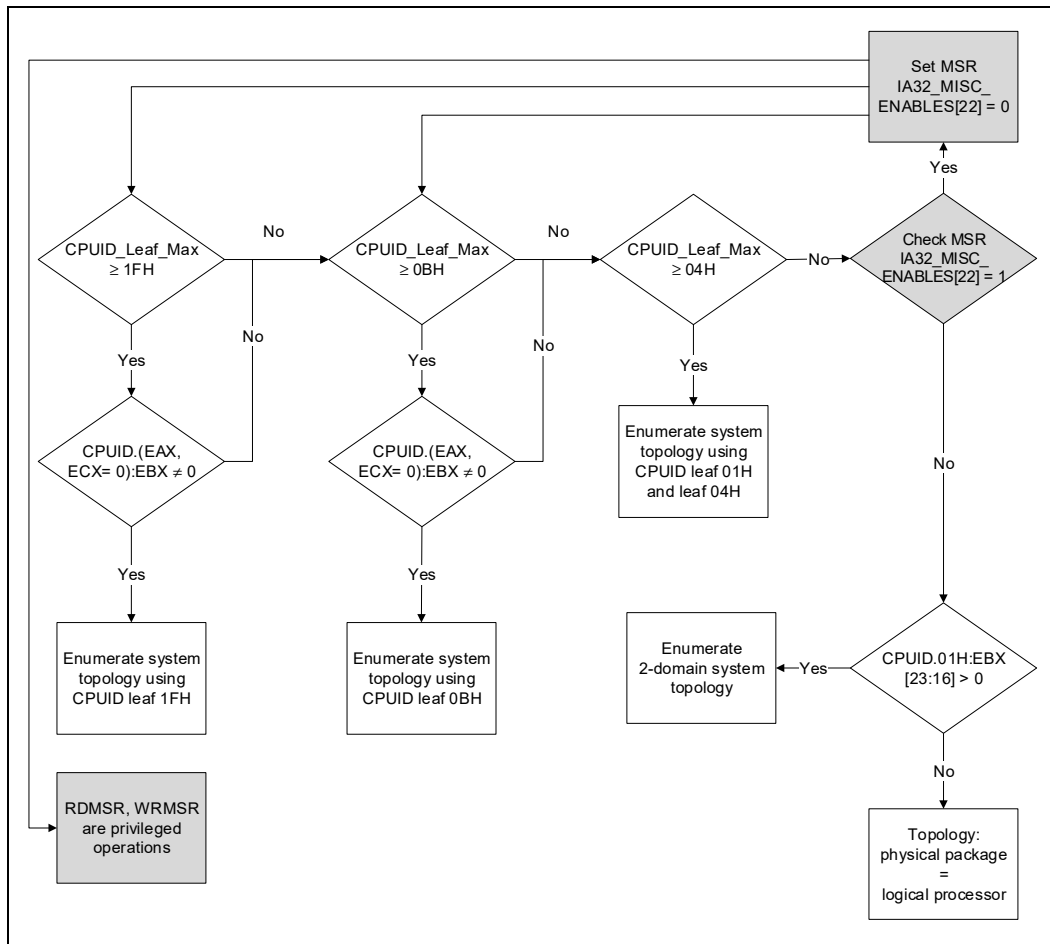 Set MSR
IA32_MISC_
ENABLES[22] = 0
Yes
CPUID_Leaf_Max
≥ 1FH
No
CPUID_Leaf_Max
≥ 0BH
No
CPUID_Leaf_Max
≥ 04H
No
Check MSR
IA32_MISC_
ENABLES[22] = 1
Yes
No
Yes
No
Yes
No
CPUID.(EAX,
ECX= 0):EBX ≠ 0
CPUID.(EAX,
ECX= 0):EBX ≠ 0
Enumerate system
topology using
CPUID leaf 01H
and leaf 04H
Yes
Yes
Enumerate system
topology using
CPUID leaf 1FH
Enumerate system
topology using
CPUID leaf 0BH
Enumerate
2-domain system
topology
Yes
CPUID.01H:EBX
[23:16] > 0
No
RDMSR, WRMSR
are privileged
operations
Topology:
physical package
=
logical processor